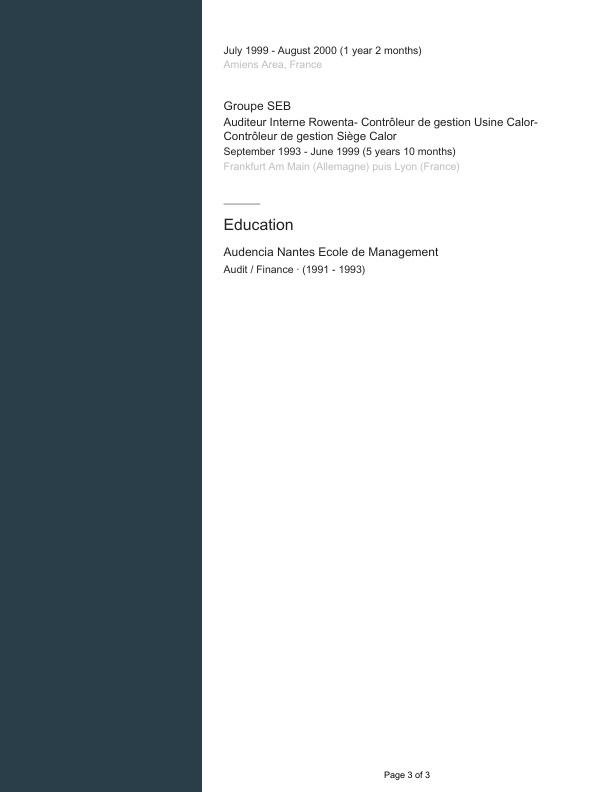 July 1999 - August 2000 (1 year 2 months)
Amiens Area, France
Groupe SEB
Auditeur Interne Rowenta- Contrôleur de gestion Usine Calor-
Contrôleur de gestion Siège Calor
September 1993 - June 1999 (5 years 10 months)
Frankfurt Am Main (Allemagne) puis Lyon (France)
Education
Audencia Nantes Ecole de Management
Audit / Finance · (1991 - 1993)
Page 3 of 3